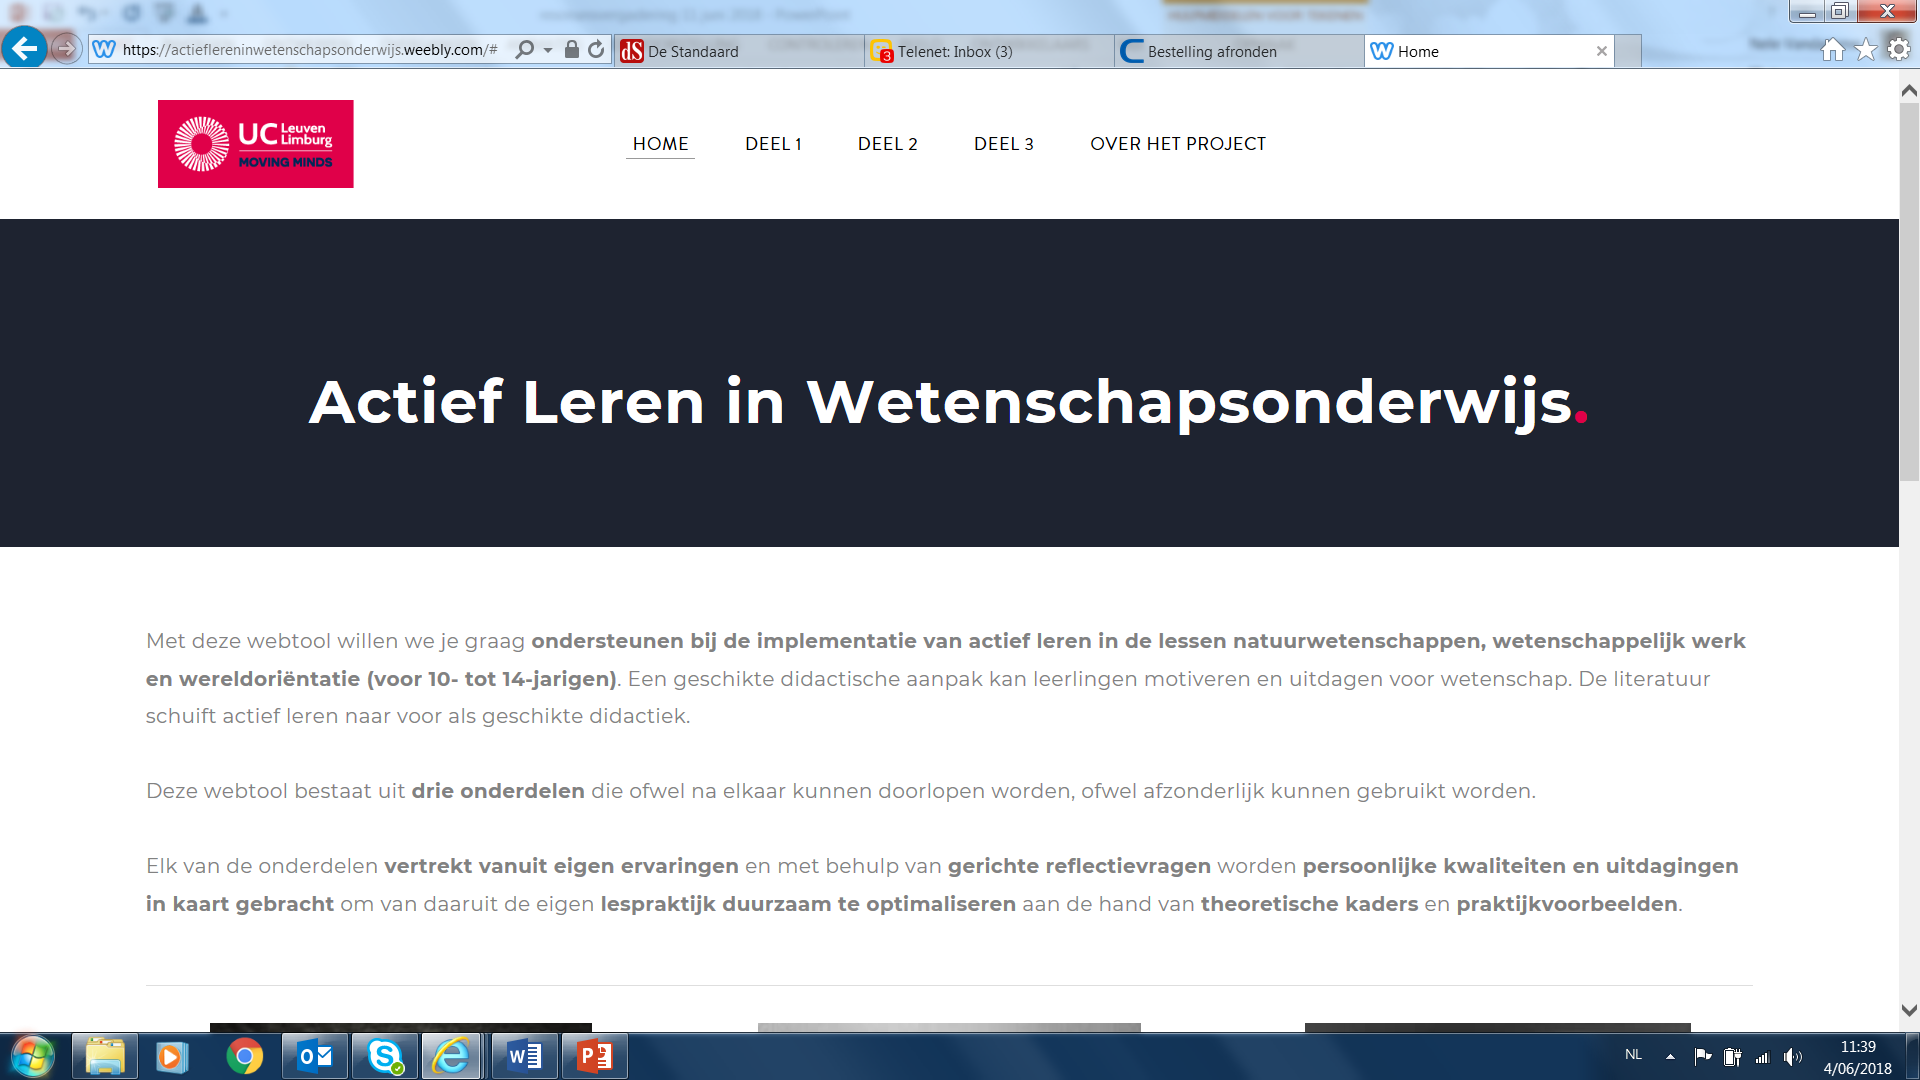 https://actieflereninwetenschapsonderwijs.weebly.com/#
De Standaard
3
Telenet: Inbox (3)
Bestelling afronden
Home
UC Leuven Limburg
MOVING MINDS
HOME
DEEL 1
DEEL 2
DEEL 3
OVER HET PROJECT
Actief Leren in Wetenschapsonderwijs.
Met deze webtool willen we je graag ondersteunen bij de implementatie van actief leren in de lessen natuurwetenschappen, wetenschappelijk werk
en wereldoriëntatie (voor 10- tot 14-jarigen). Een geschikte didactische aanpak kan leerlingen motiveren en uitdagen voor wetenschap. De literatuur
schuift actief leren naar voor als geschikte didactiek.
Deze webtool bestaat uit drie onderdelen die ofwel na elkaar kunnen doorlopen worden, ofwel afzonderlijk kunnen gebruikt worden.
Elk van de onderdelen vertrekt vanuit eigen ervaringen en met behulp van gerichte reflectievragen worden persoonlijke kwaliteiten en uitdagingen
in kaart gebracht om van daaruit de eigen lespraktijk duurzaam te optimaliseren aan de hand van theoretische kaders en praktijkvoorbeelden.
NL
11:39
4/06/2018